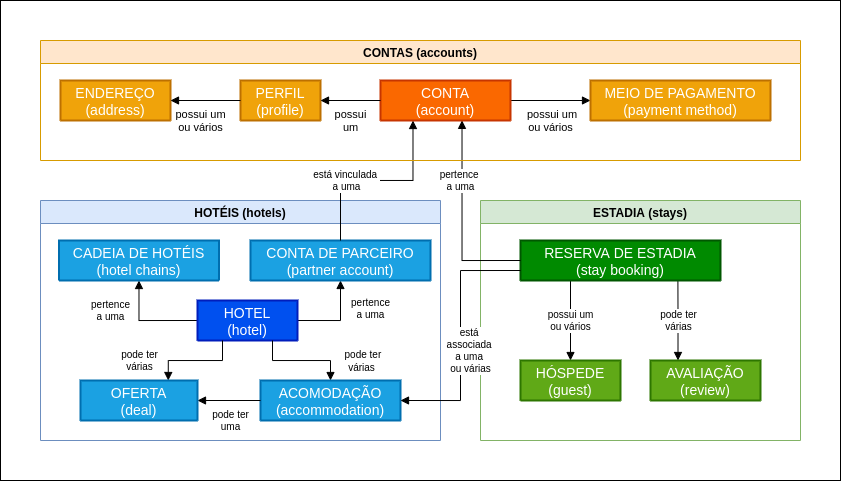 CONTAS (accounts)
ENDEREÇO
(address)
possui um
ou vários
PERFIL
(profile)
possui
um
CONTA
(account)
possui um
ou vários
MEIO DE PAGAMENTO
(payment method)
está vinculada
a uma
pertence
a uma
HOTÉIS (hotels)
CADEIA DE HOTÉIS
(hotel chains)
CONTA DE PARCEIRO
(partner account)
pertence
a uma
HOTEL
(hotel)
pertence
a uma
pode ter
várias
pode ter
várias
OFERTA
(deal)
pode ter
uma
ACOMODAÇÃO
(accommodation)
está
associada
a uma
ou várias
ESTADIA (stays)
RESERVA DE ESTADIA
(stay booking)
possui um
ou vários
pode ter
várias
HÓSPEDE
(guest)
AVALIAÇÃO
(review)